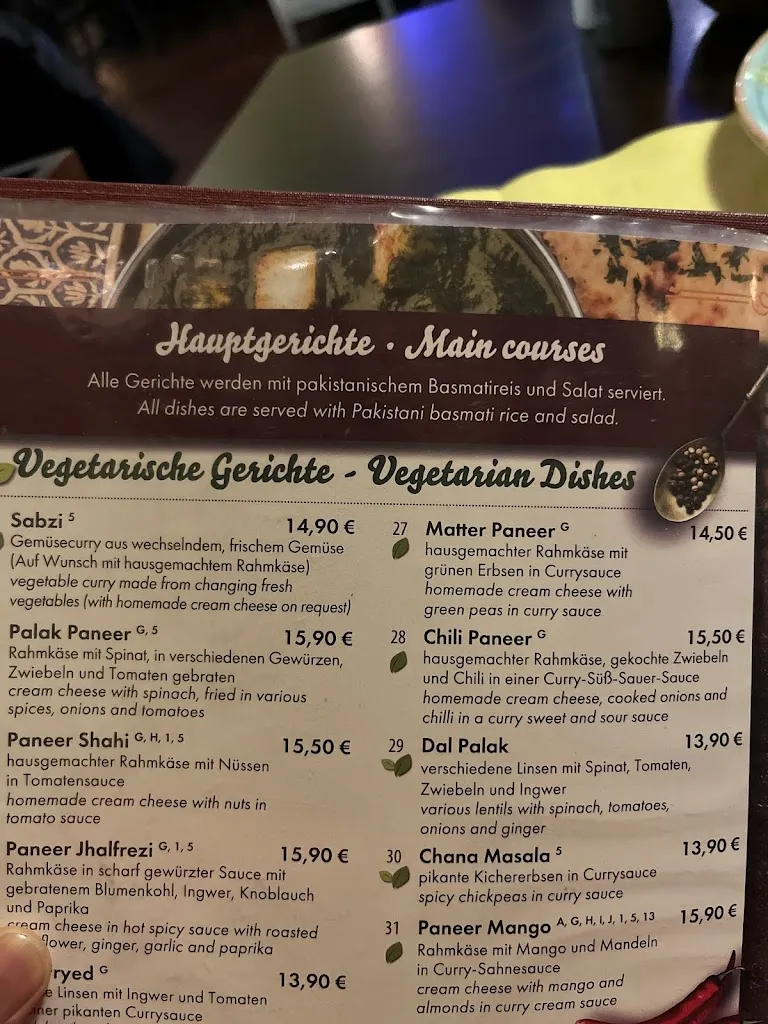 Hauptgerichte · Main courses
Alle Gerichte werden mit pakistanischem Basmatireis und Salat serviert.
All dishes are served with Pakistani basmati rice and salad.
Vegetarische Gerichte - Vegetarian Dishes
Sabzi 5 14,90 €
Gemüsecurry aus wechselndem, frischem Gemüse
(Auf Wunsch mit hausgemachtem Rahmkäse)
vegetable curry made from changing fresh
vegetables (with homemade cream cheese on request)
Palak Paneer G, 5 15,90 €
Rahmkäse mit Spinat, in verschiedenen Gewürzen,
Zwiebeln und Tomaten gebraten
cream cheese with spinach, fried in various
spices, onions and tomatoes
Paneer Shahi G, H, 1, 5 15,50 €
hausgemachter Rahmkäse mit Nüssen
in Tomatensauce
homemade cream cheese with nuts in
tomato sauce
Paneer Jhalfrezi G, 1, 5 15,90 €
Rahmkäse in scharf gewürzter Sauce mit
gebratenem Blumenkohl, Ingwer, Knoblauch
und Paprika
cream cheese in hot spicy sauce with roasted
flower, ginger, garlic and paprika
ryed G 13,90 €
e Linsen mit Ingwer und Tomaten
iner pikanten Currysauce
27 Matter Paneer G 14,50 €
hausgemachter Rahmkäse mit
grünen Erbsen in Currysauce
homemade cream cheese with
green peas in curry sauce
28 Chili Paneer G 15,50 €
hausgemachter Rahmkäse, gekochte Zwiebeln
und Chili in einer Curry-Süß-Sauer-Sauce
homemade cream cheese, cooked onions and
chilli in a curry sweet and sour sauce
29 Dal Palak 13,90 €
verschiedene Linsen mit Spinat, Tomaten,
Zwiebeln und Ingwer
various lentils with spinach, tomatoes,
onions and ginger
30 Chana Masala 5 13,90 €
pikante Kichererbsen in Currysauce
spicy chickpeas in curry sauce
31 Paneer Mango A, G, H, I, J, 1, 5, 13 15,90 €
Rahmkäse mit Mango und Mandeln
in Curry-Sahnesauce
cream cheese with mango and
almonds in curry cream sauce